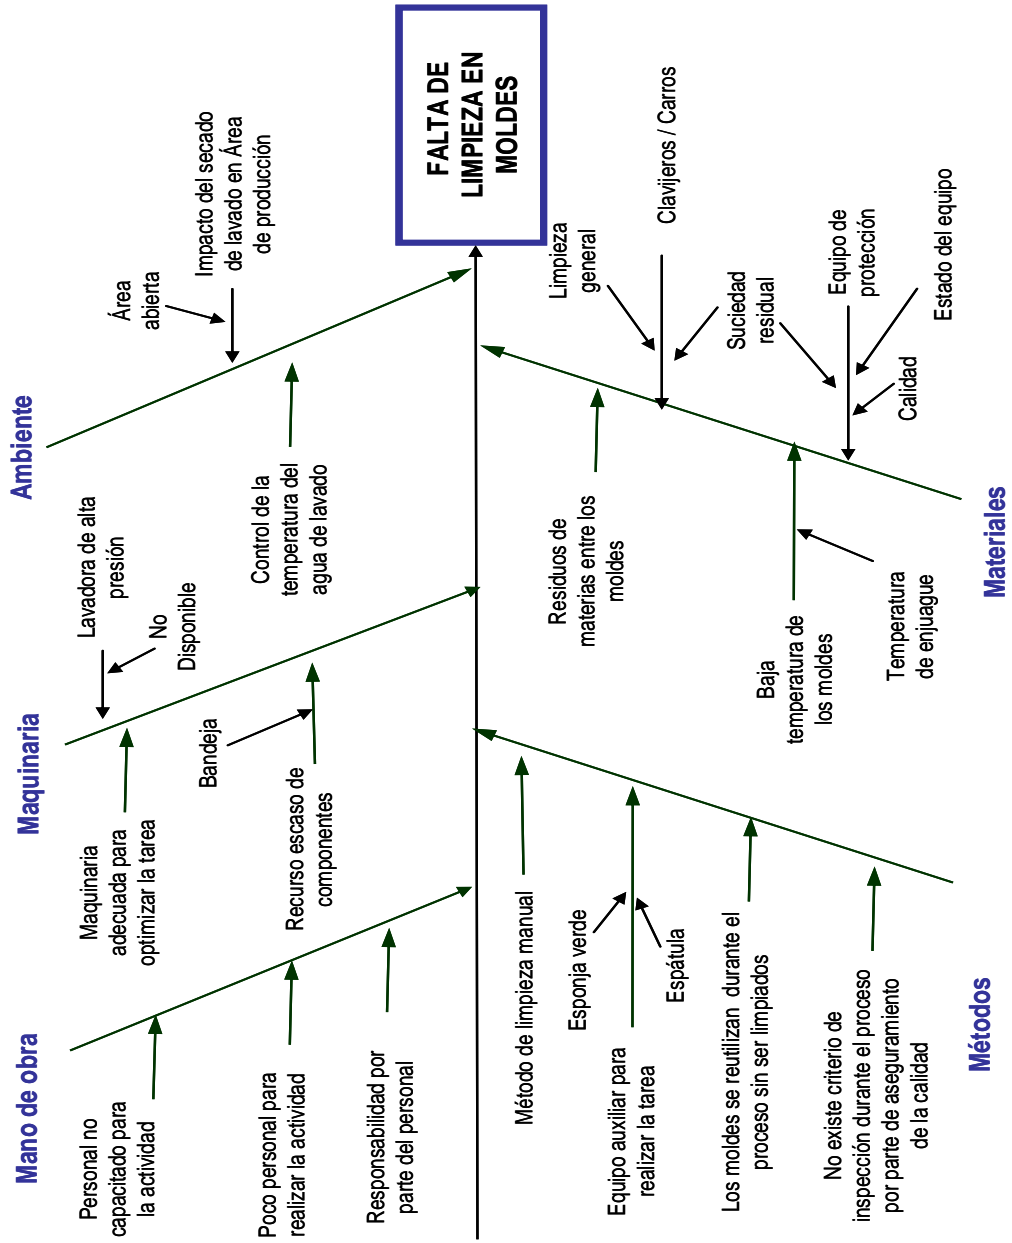 Mano de obra
Personal no
capacitado para
la actividad
Poco personal para
realizar la actividad
Responsabilidad por
parte del personal
Maquinaria
Maquinaria
adecuada para
optimizar la tarea
Lavadora de alta
presión
No
Disponible
Bandeja
Recurso escaso de
componentes
Ambiente
Área
abierta
Impacto del secado
de lavado en Área
de producción
Control de la
temperatura del
agua de lavado
FALTA DE
LIMPIEZA EN
MOLDES
Método de limpieza manual
Esponja verde
Equipo auxiliar para
realizar la tarea
Espátula
Los moldes se reutilizan durante el
proceso sin ser limpiados
No existe criterio de
inspección durante el proceso
por parte de aseguramiento
de la calidad
Métodos
Residuos de
materias entre los
moldes
Limpieza
general
Clavijeros / Carros
Suciedad
residual
Baja
temperatura de
los moldes
Temperatura
de enjuague
Equipo de
protección
Calidad
Estado del equipo
Materiales